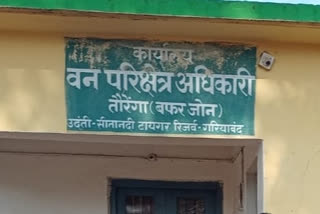 कार्यालय
वन परिक्षेत्र अधिकारी
तौरेंगा (बफर जोन)
उदंती-सीतानदी टायगर रिजर्व-गरियाबंद